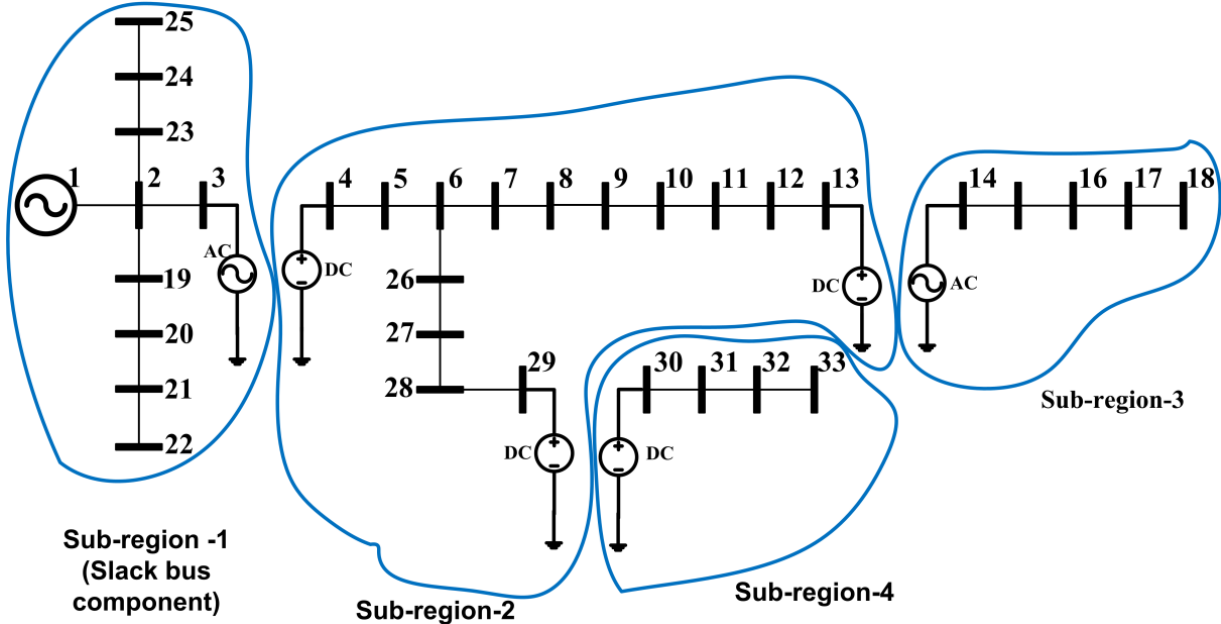 25
24
23
1
2
3
19
20
21
22
AC
4
5
6
7
8
9
10
11
12
13
DC
26
27
28
29
DC
DC
30
31
32
33
DC
14
16
17
18
AC
Sub-region-3
Sub-region -1
(Slack bus
component)
Sub-region-2
Sub-region-4